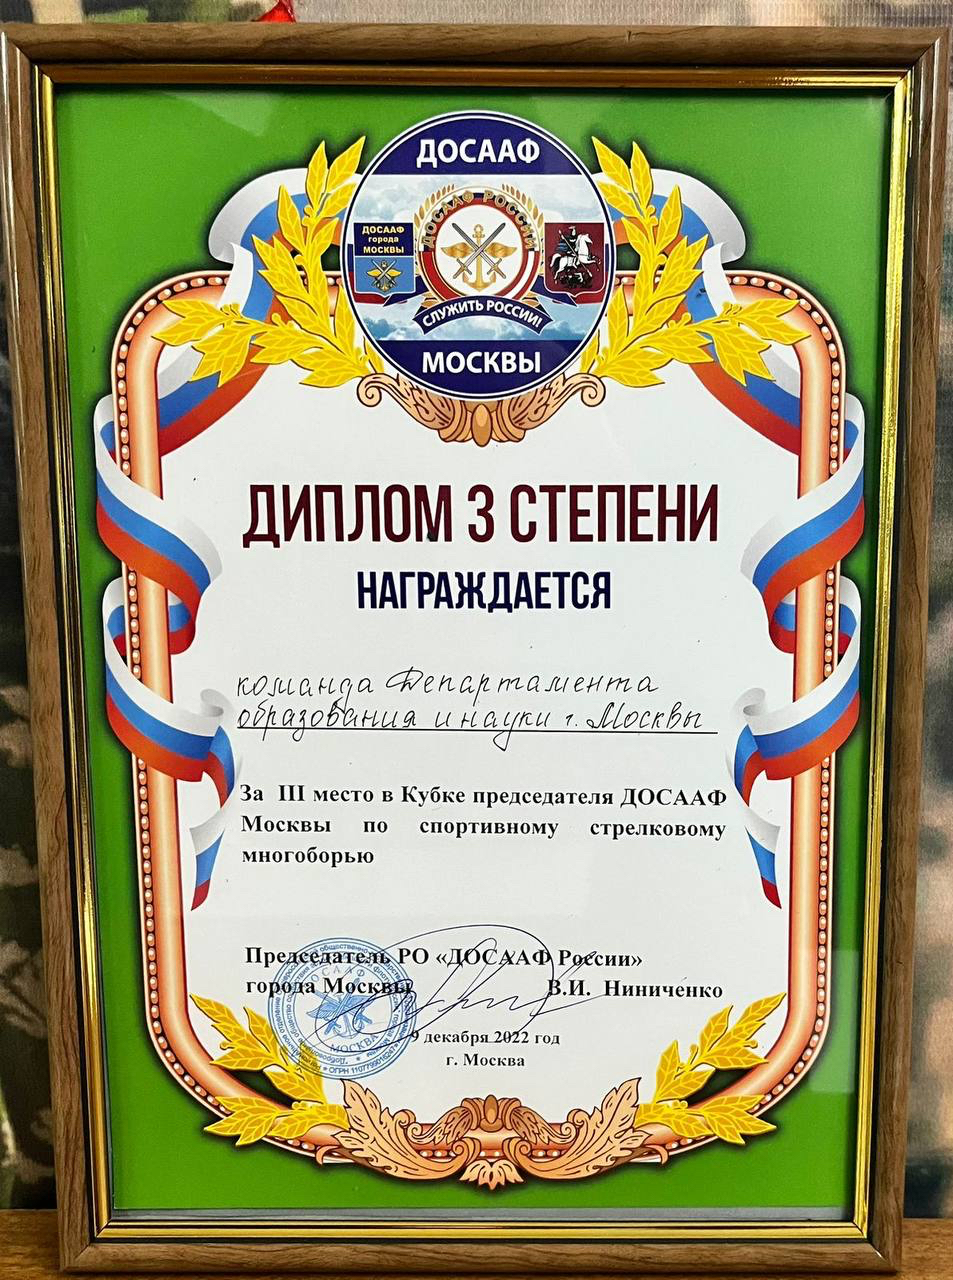 ДОСААФ
ДОСААФ РОССИИ
ДОСААФ
города
МОСКВЫ
СЛУЖИТЬ РОССИИ!
МОСКВЫ
ДИПЛОМ 3 СТЕПЕНИ
НАГРАЖДАЕТСЯ
команда Департамента
образования и науки г. Москвы
За III место в Кубке председателя ДОСААФ
Москвы по спортивному стрелковому
многоборью
Председатель РО «ДОСААФ России»
города Москвы В.И. Ниниченко
9 декабря 2022 год
г. Москва
ДОСААФ
МОСКВА